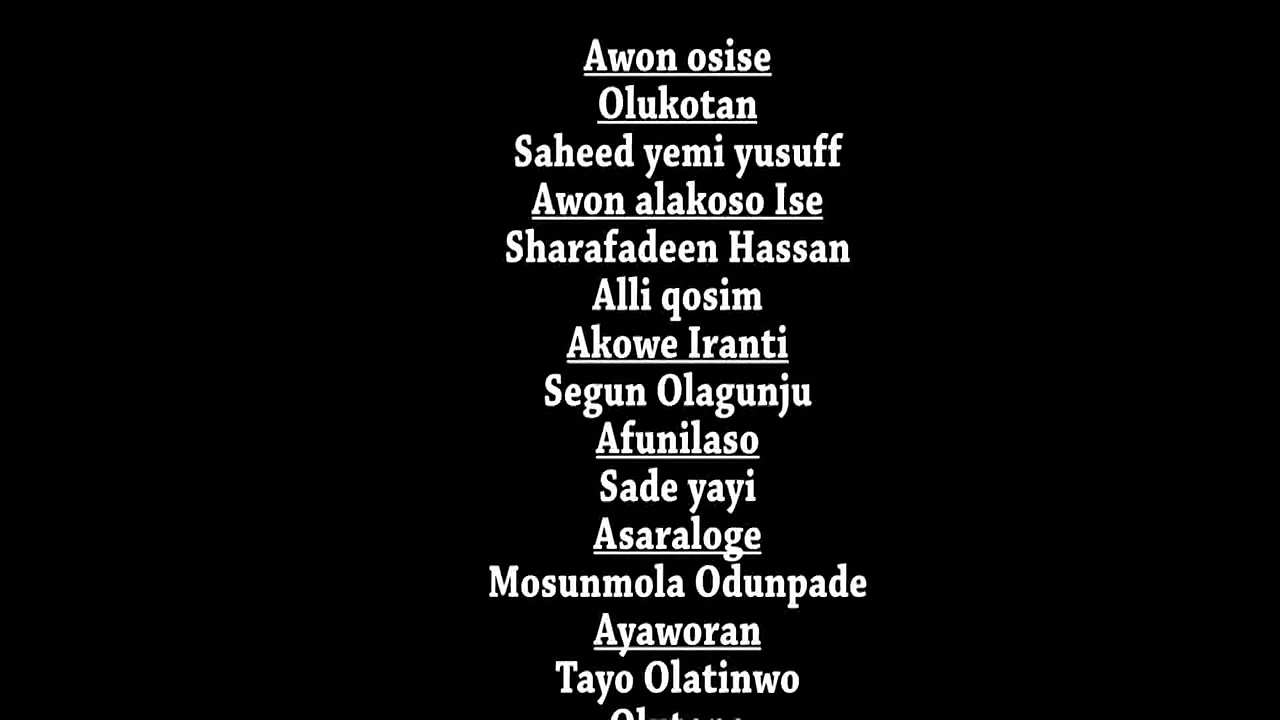 Awon osise
Olukotan
Saheed yemi yusuff
Awon alakoso Ise
Sharafadeen Hassan
Alli qosim
Akowe Iranti
Segun Olagunju
Afunilaso
Sade yayi
Asaraloge
Mosunmola Odunpade
Ayaworan
Tayo Olatinwo